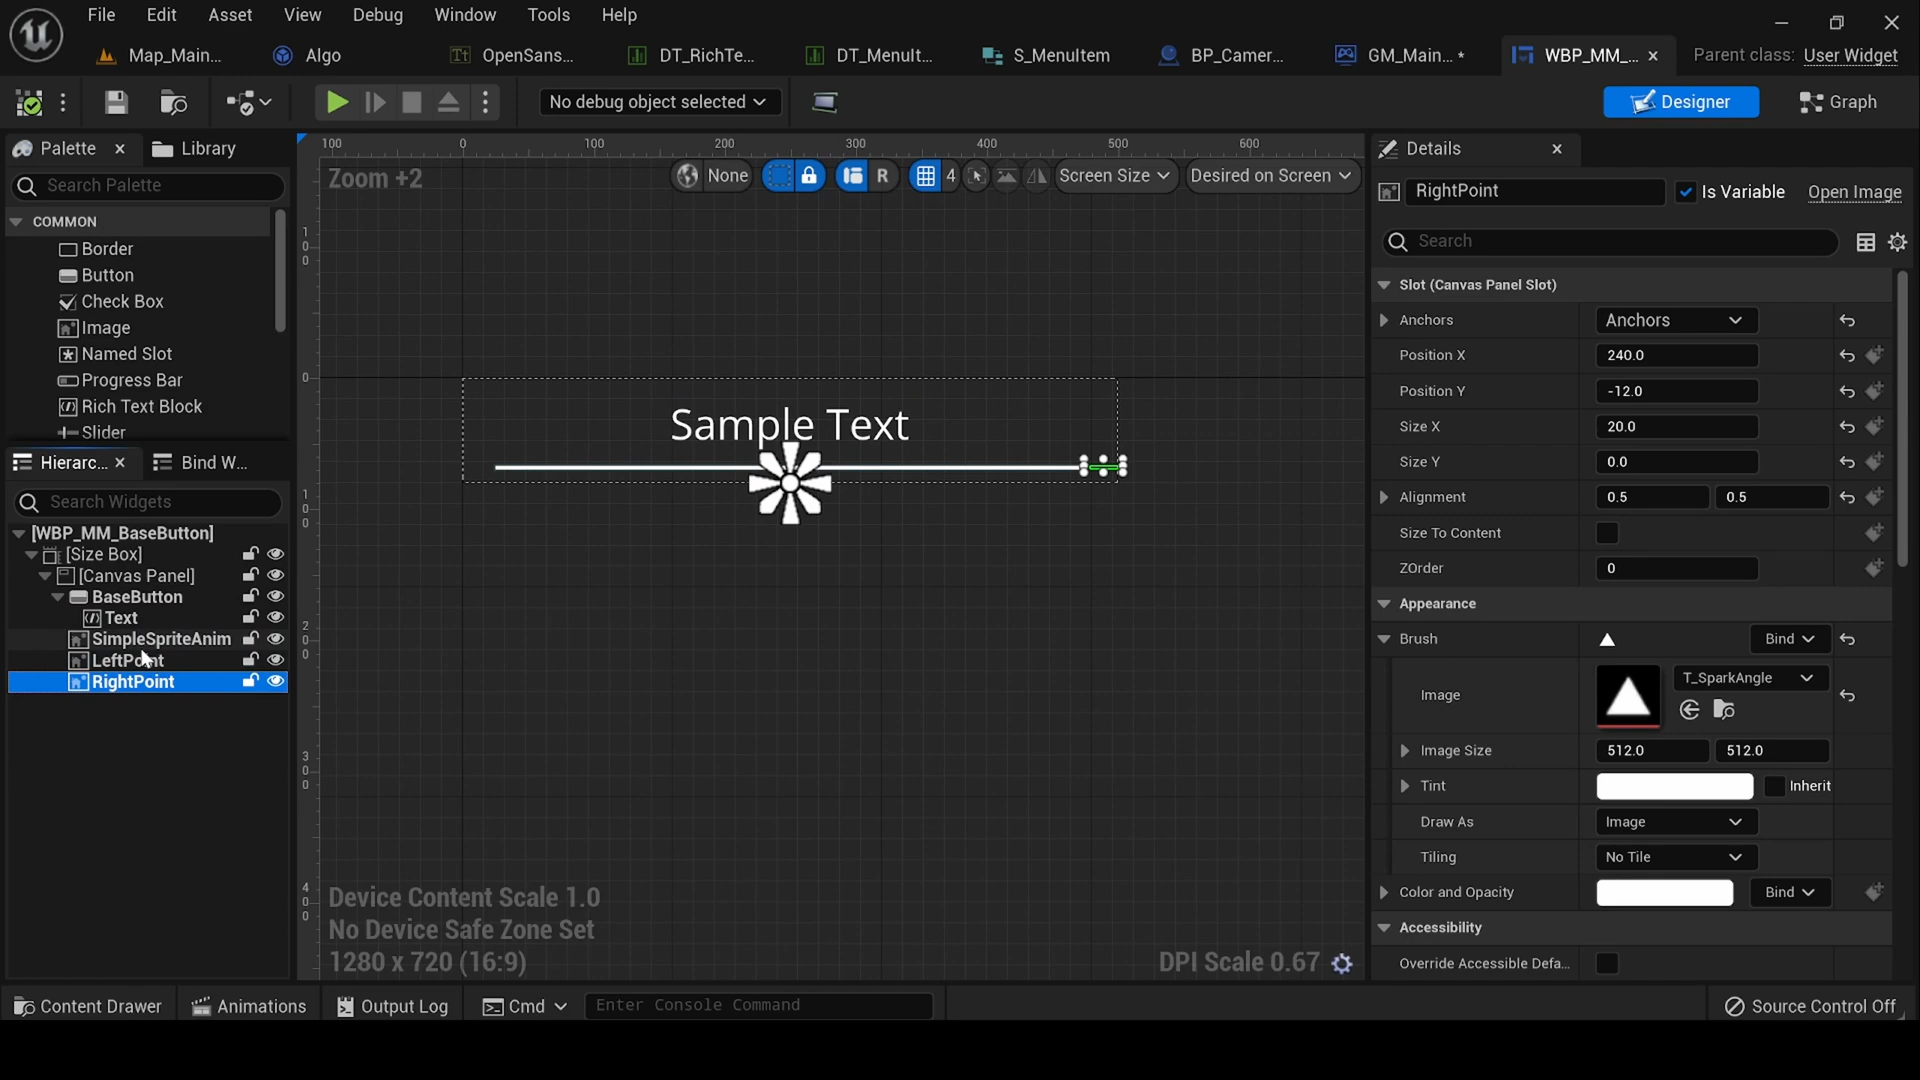 File Edit Asset View Debug Window Tools Help
Map_Main... Algo OpenSans... DT_RichTe... DT_MenuIt... S_MenuItem BP_Camer... GM_Main... * WBP_MM_... Parent class: User Widget
No debug object selected Designer Graph
Palette Library
Search Palette
COMMON
Border
Button
Check Box
Image
Named Slot
Progress Bar
Rich Text Block
Slider
Hierarc... Bind W...
Search Widgets
[WBP_MM_BaseButton]
[Size Box]
[Canvas Panel]
BaseButton
Text
SimpleSpriteAnim
LeftPoint
RightPoint
100 0 100 200 300 400 500 600
Zoom +2 None R 4 Screen Size Desired on Screen
100
0
100
200
300
400
Sample Text
Device Content Scale 1.0
No Device Safe Zone Set
1280 x 720 (16:9) DPI Scale 0.67
Details
RightPoint Is Variable Open Image
Search
Slot (Canvas Panel Slot)
Anchors Anchors
Position X 240.0
Position Y -12.0
Size X 20.0
Size Y 0.0
Alignment 0.5 0.5
Size To Content
ZOrder 0
Appearance
Brush Bind
Image T_SparkAngle
Image Size 512.0 512.0
Tint Inherit
Draw As Image
Tiling No Tile
Color and Opacity Bind
Accessibility
Override Accessible Defa...
Content Drawer Animations Output Log Cmd Enter Console Command Source Control Off